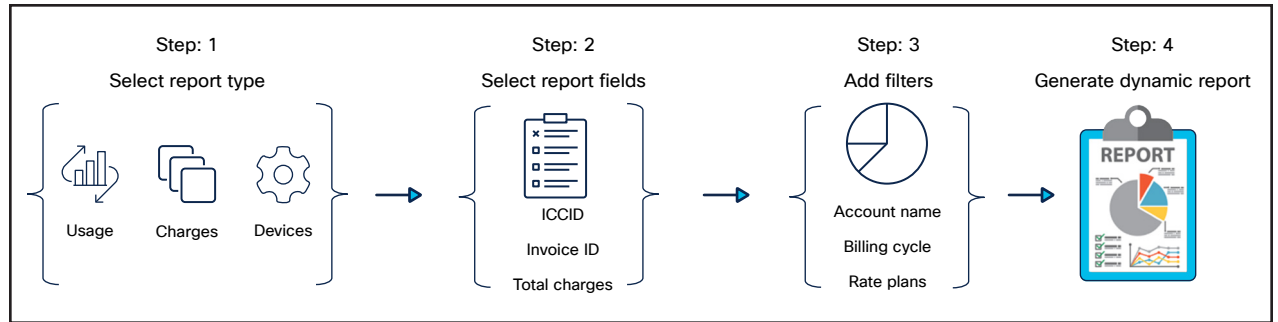 Step: 1
Select report type
Usage
Charges
Devices
Step: 2
Select report fields
ICCID
Invoice ID
Total charges
Step: 3
Add filters
Account name
Billing cycle
Rate plans
Step: 4
Generate dynamic report
REPORT